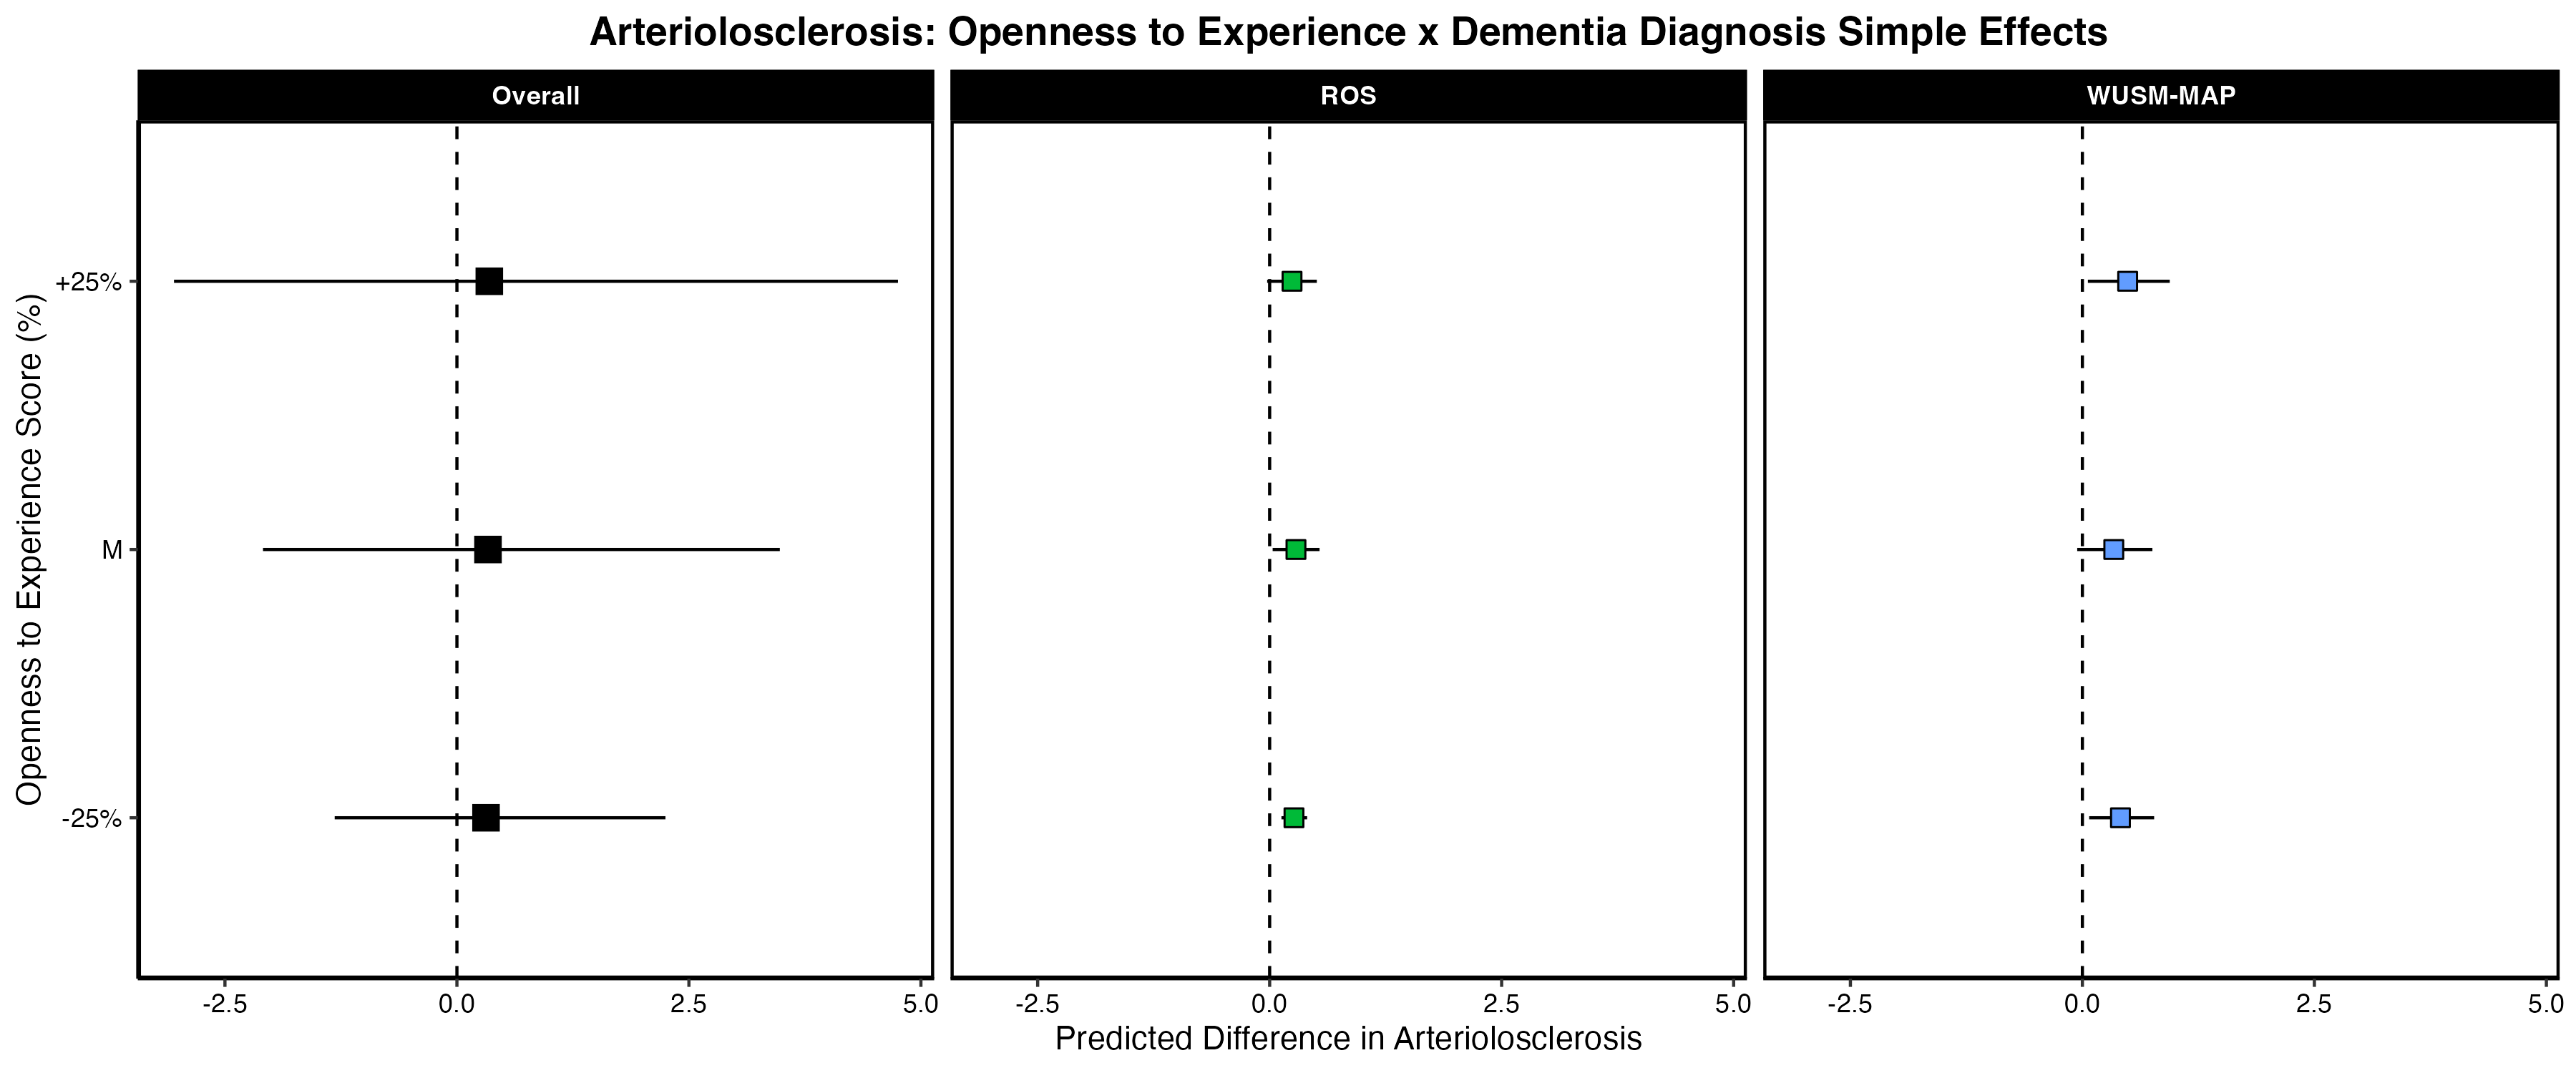 Arteriolosclerosis: Openness to Experience x Dementia Diagnosis Simple Effects
Overall
ROS
WUSM-MAP
Openness to Experience Score (%)
+25%
M
-25%
-2.5
0.0
2.5
5.0
-2.5
0.0
2.5
5.0
-2.5
0.0
2.5
5.0
Predicted Difference in Arteriolosclerosis